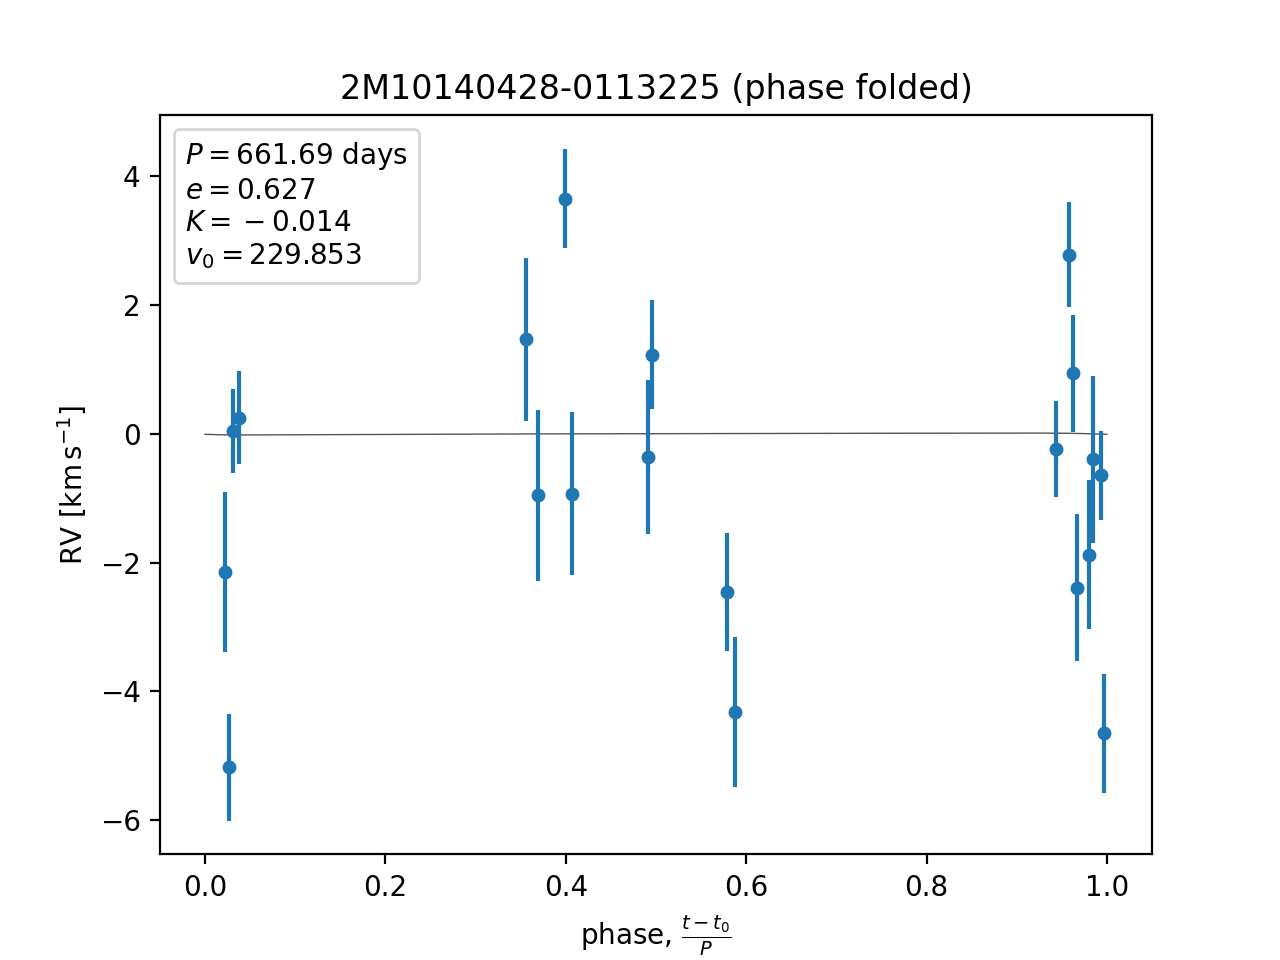 2M10140428-0113225 (phase folded)
P = 661.69 days
e = 0.627
K = −0.014
v₀ = 229.853
4
2
0
−2
−4
−6
RV [km s⁻¹]
0.0 0.2 0.4 0.6 0.8 1.0
phase, (t − t₀)/P